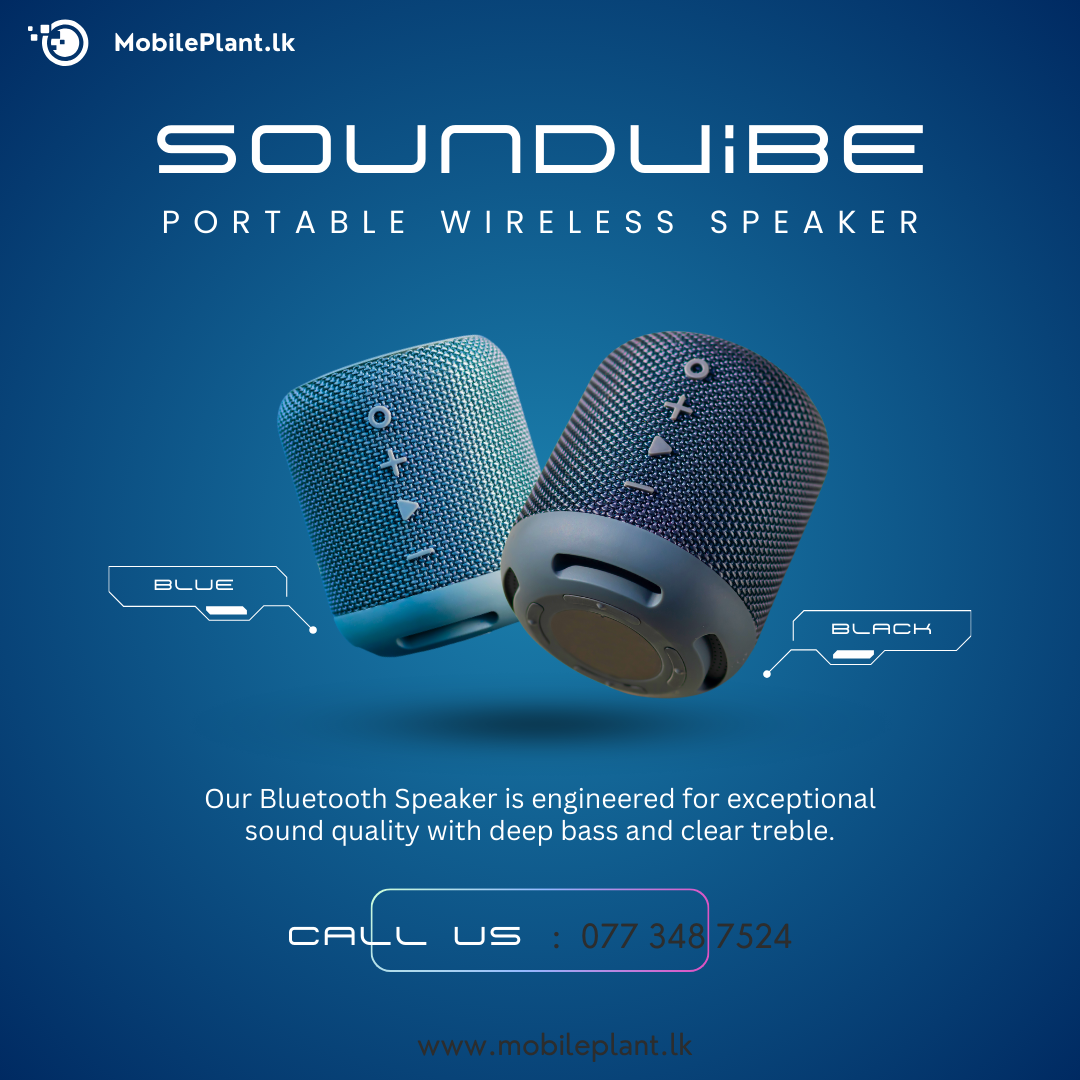 MobilePlant.lk
SOUNDVIBE
PORTABLE WIRELESS SPEAKER
BLUE
BLACK
Our Bluetooth Speaker is engineered for exceptional
sound quality with deep bass and clear treble.
CALL US : 077 348 7524
www.mobileplant.lk